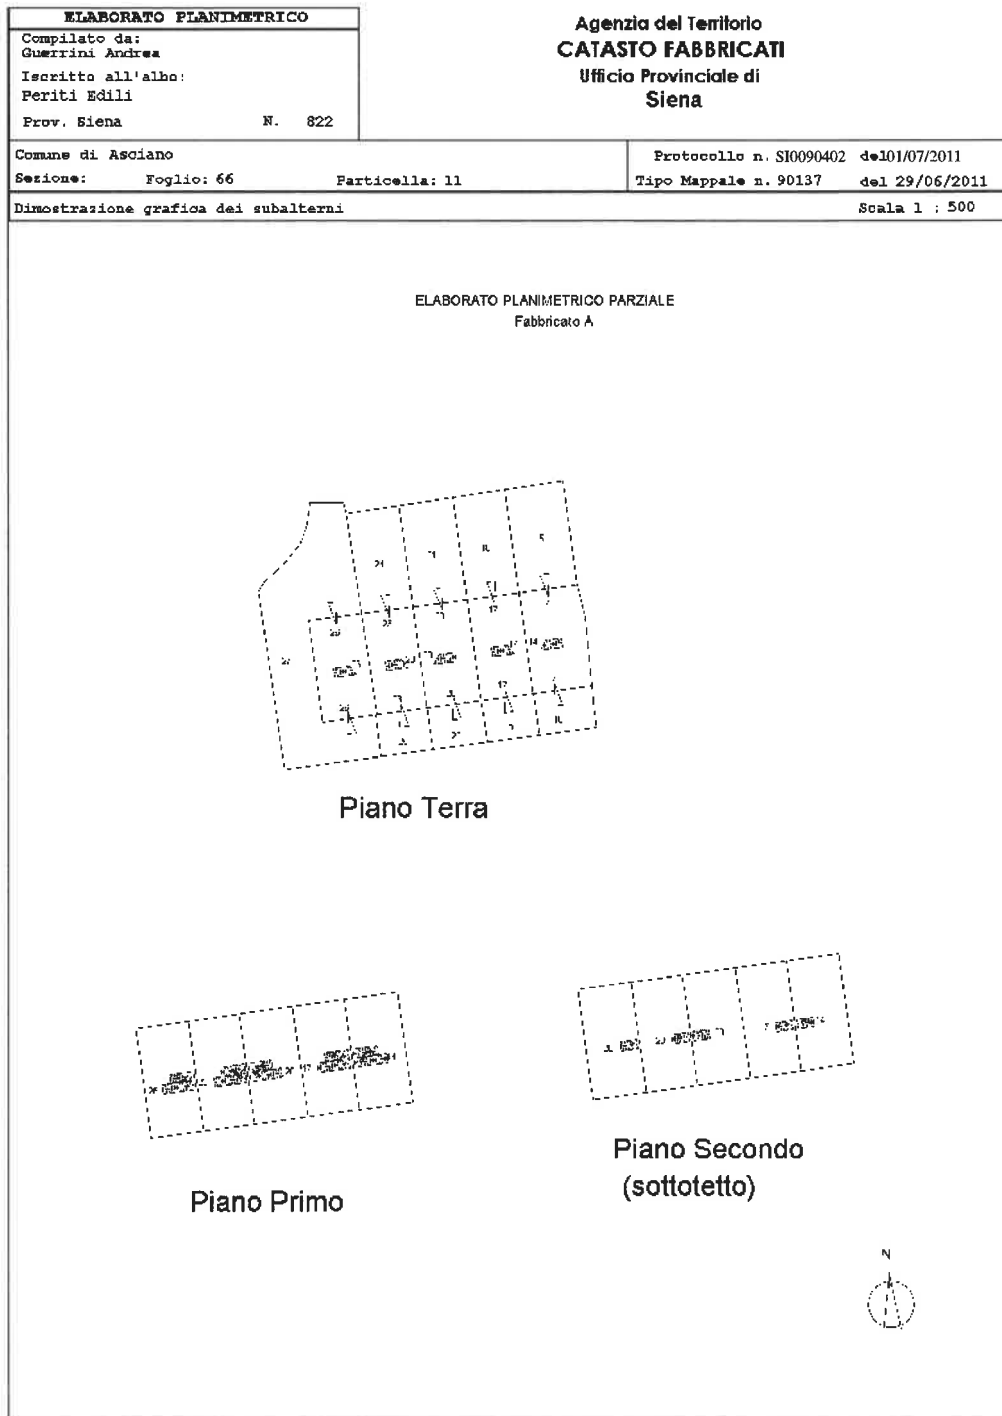 ELABORATO PLANIMETRICO
Compilato da:
Guerrini Andrea
Iscritto all'albo:
Periti Edili
Prov. Siena N. 822
Agenzia del Territorio
CATASTO FABBRICATI
Ufficio Provinciale di
Siena
Comune di Asciano
Sezione: Foglio: 66 Particella: 11
Protocollo n. SI0090402 del01/07/2011
Tipo Mappale n. 90137 del 29/06/2011
Dimostrazione grafica dei subalterni Scala 1 : 500
ELABORATO PLANIMETRICO PARZIALE
Fabbricato A
Piano Terra
Piano Primo
Piano Secondo
(sottotetto)
N